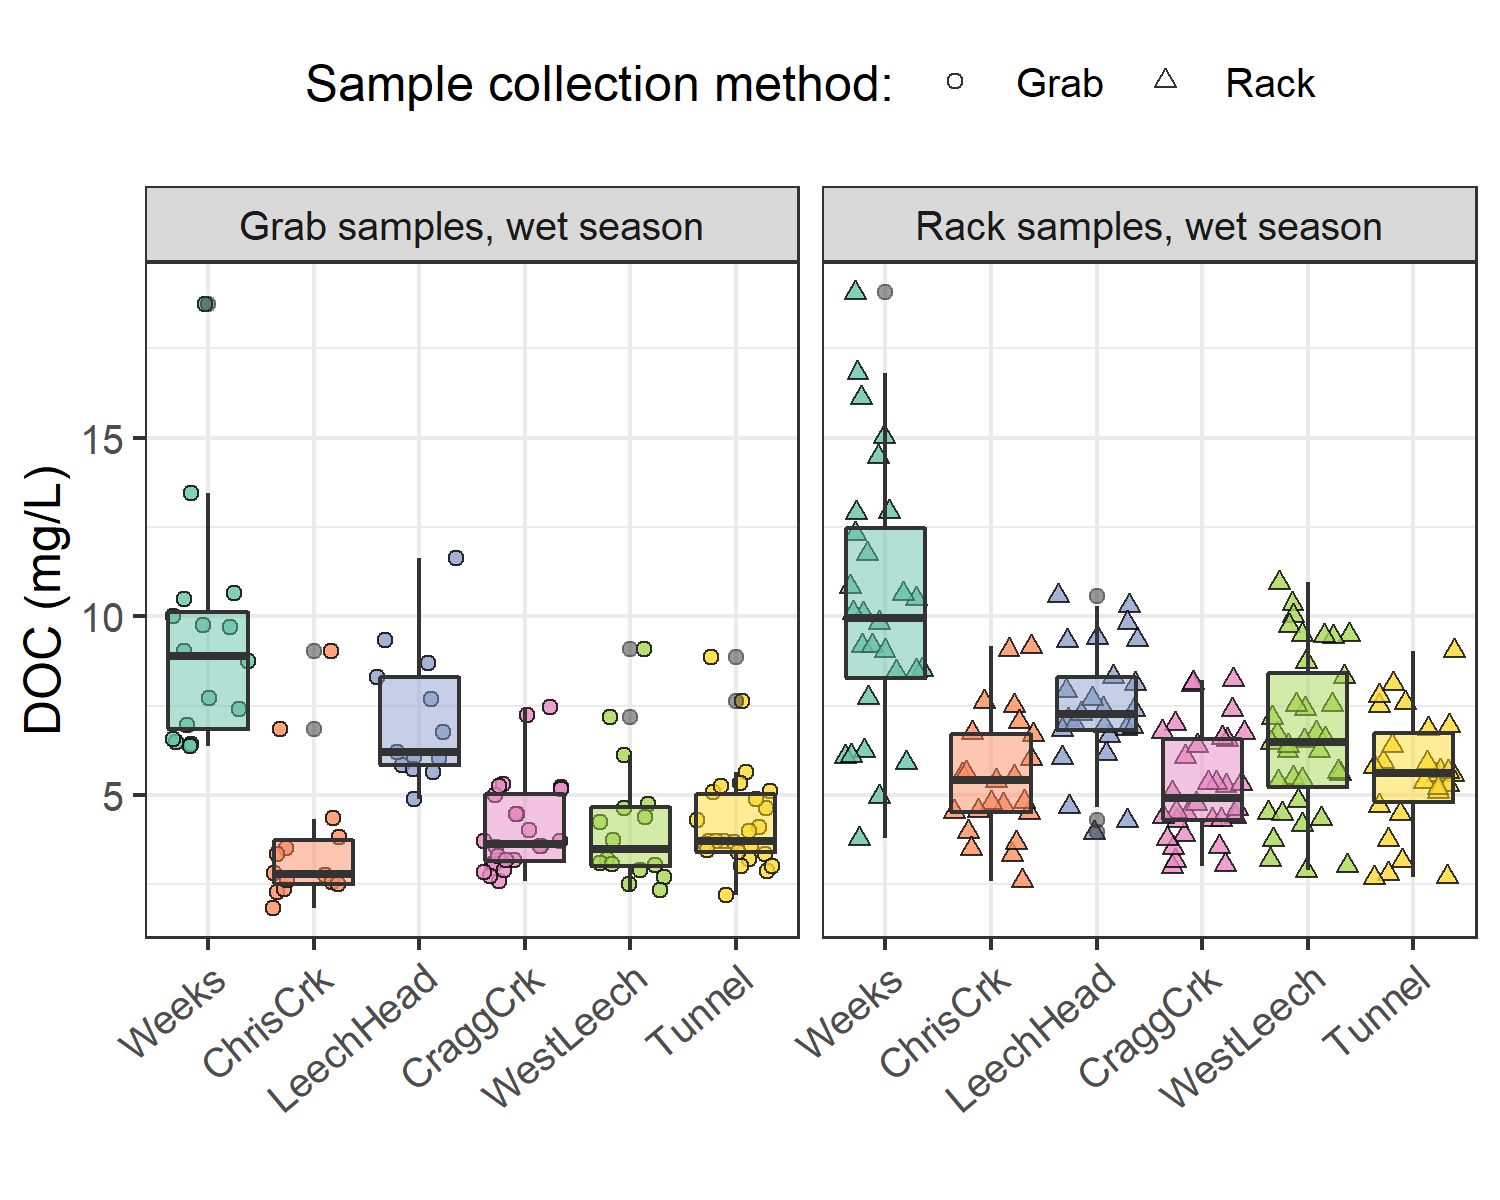 Sample collection method: Grab Rack
Grab samples, wet season
Rack samples, wet season
DOC (mg/L)
15
10
5
Weeks
ChrisCrk
LeechHead
CraggCrk
WestLeech
Tunnel
Weeks
ChrisCrk
LeechHead
CraggCrk
WestLeech
Tunnel